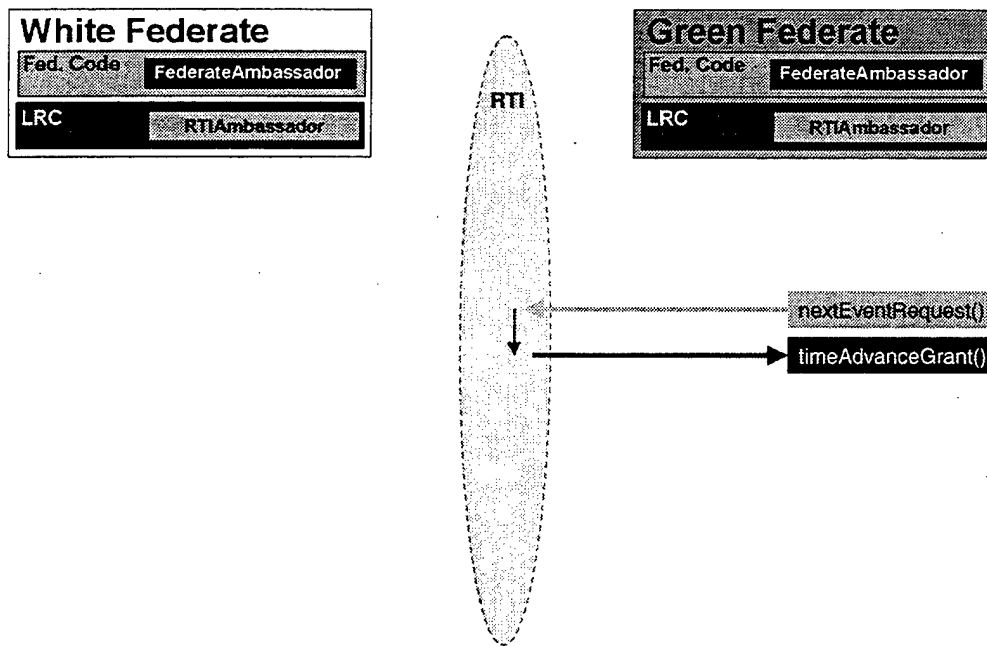 White Federate
Fed. Code
FederateAmbassador
LRC
RTIAmbassador
RTI
Green Federate
Fed. Code
FederateAmbassador
LRC
RTIAmbassador
nextEventRequest()
timeAdvanceGrant()